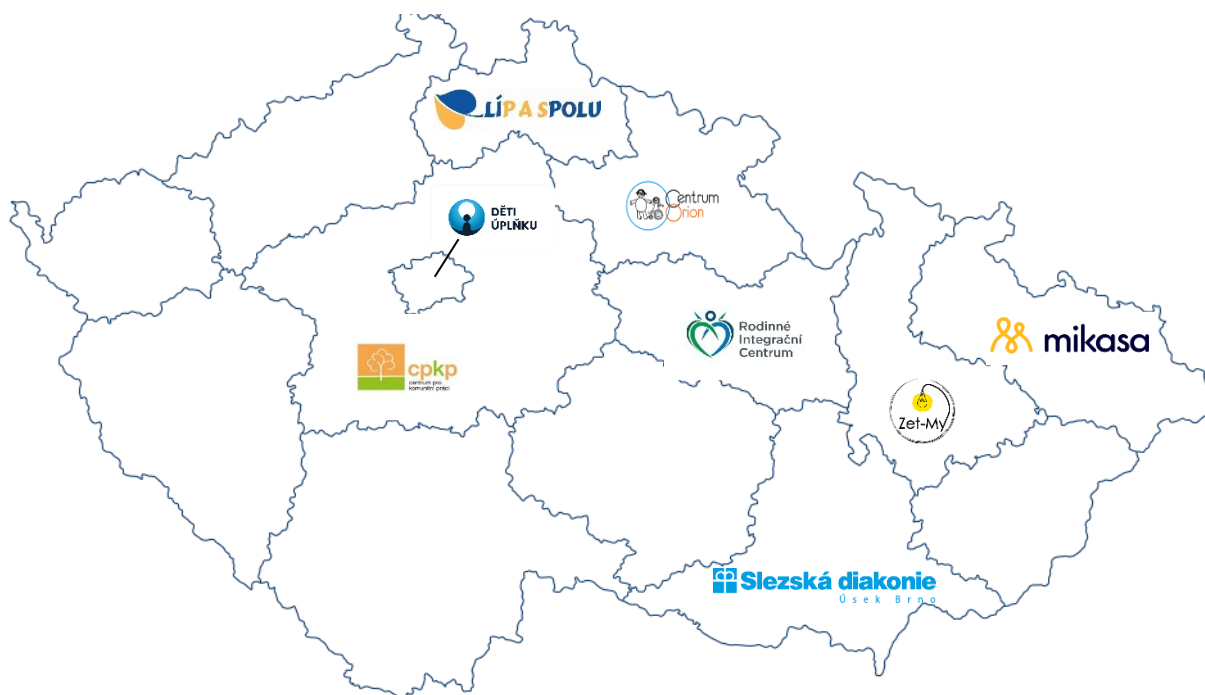 LÍP A SPOLU
DĚTI
ÚPLŇKU
Centrum
Orion
Rodinné
Integrační
Centrum
mikasa
cpkp
centrum pro
komunitní práci
Zet-My
Slezská diakonie
Úsek Brno